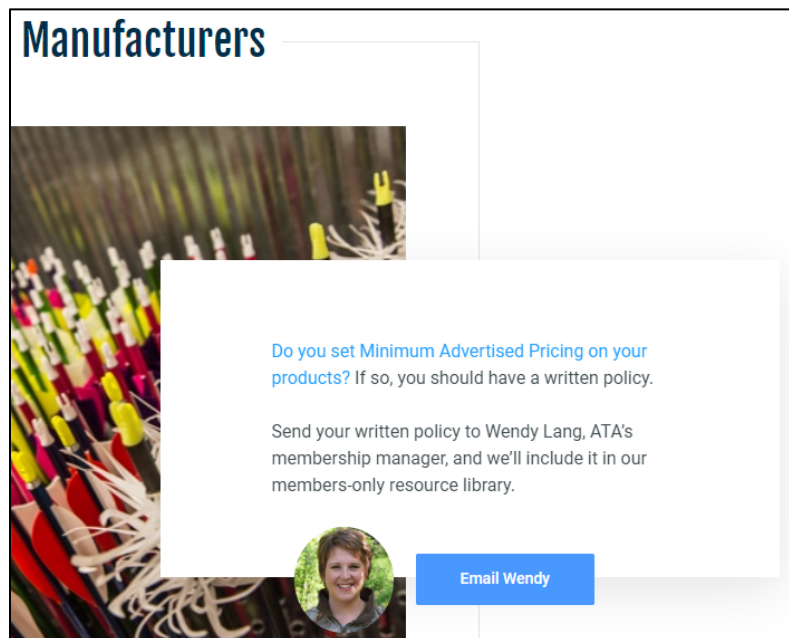 Manufacturers
Do you set Minimum Advertised Pricing on your
products? If so, you should have a written policy.
Send your written policy to Wendy Lang, ATA’s
membership manager, and we’ll include it in our
members-only resource library.
Email Wendy